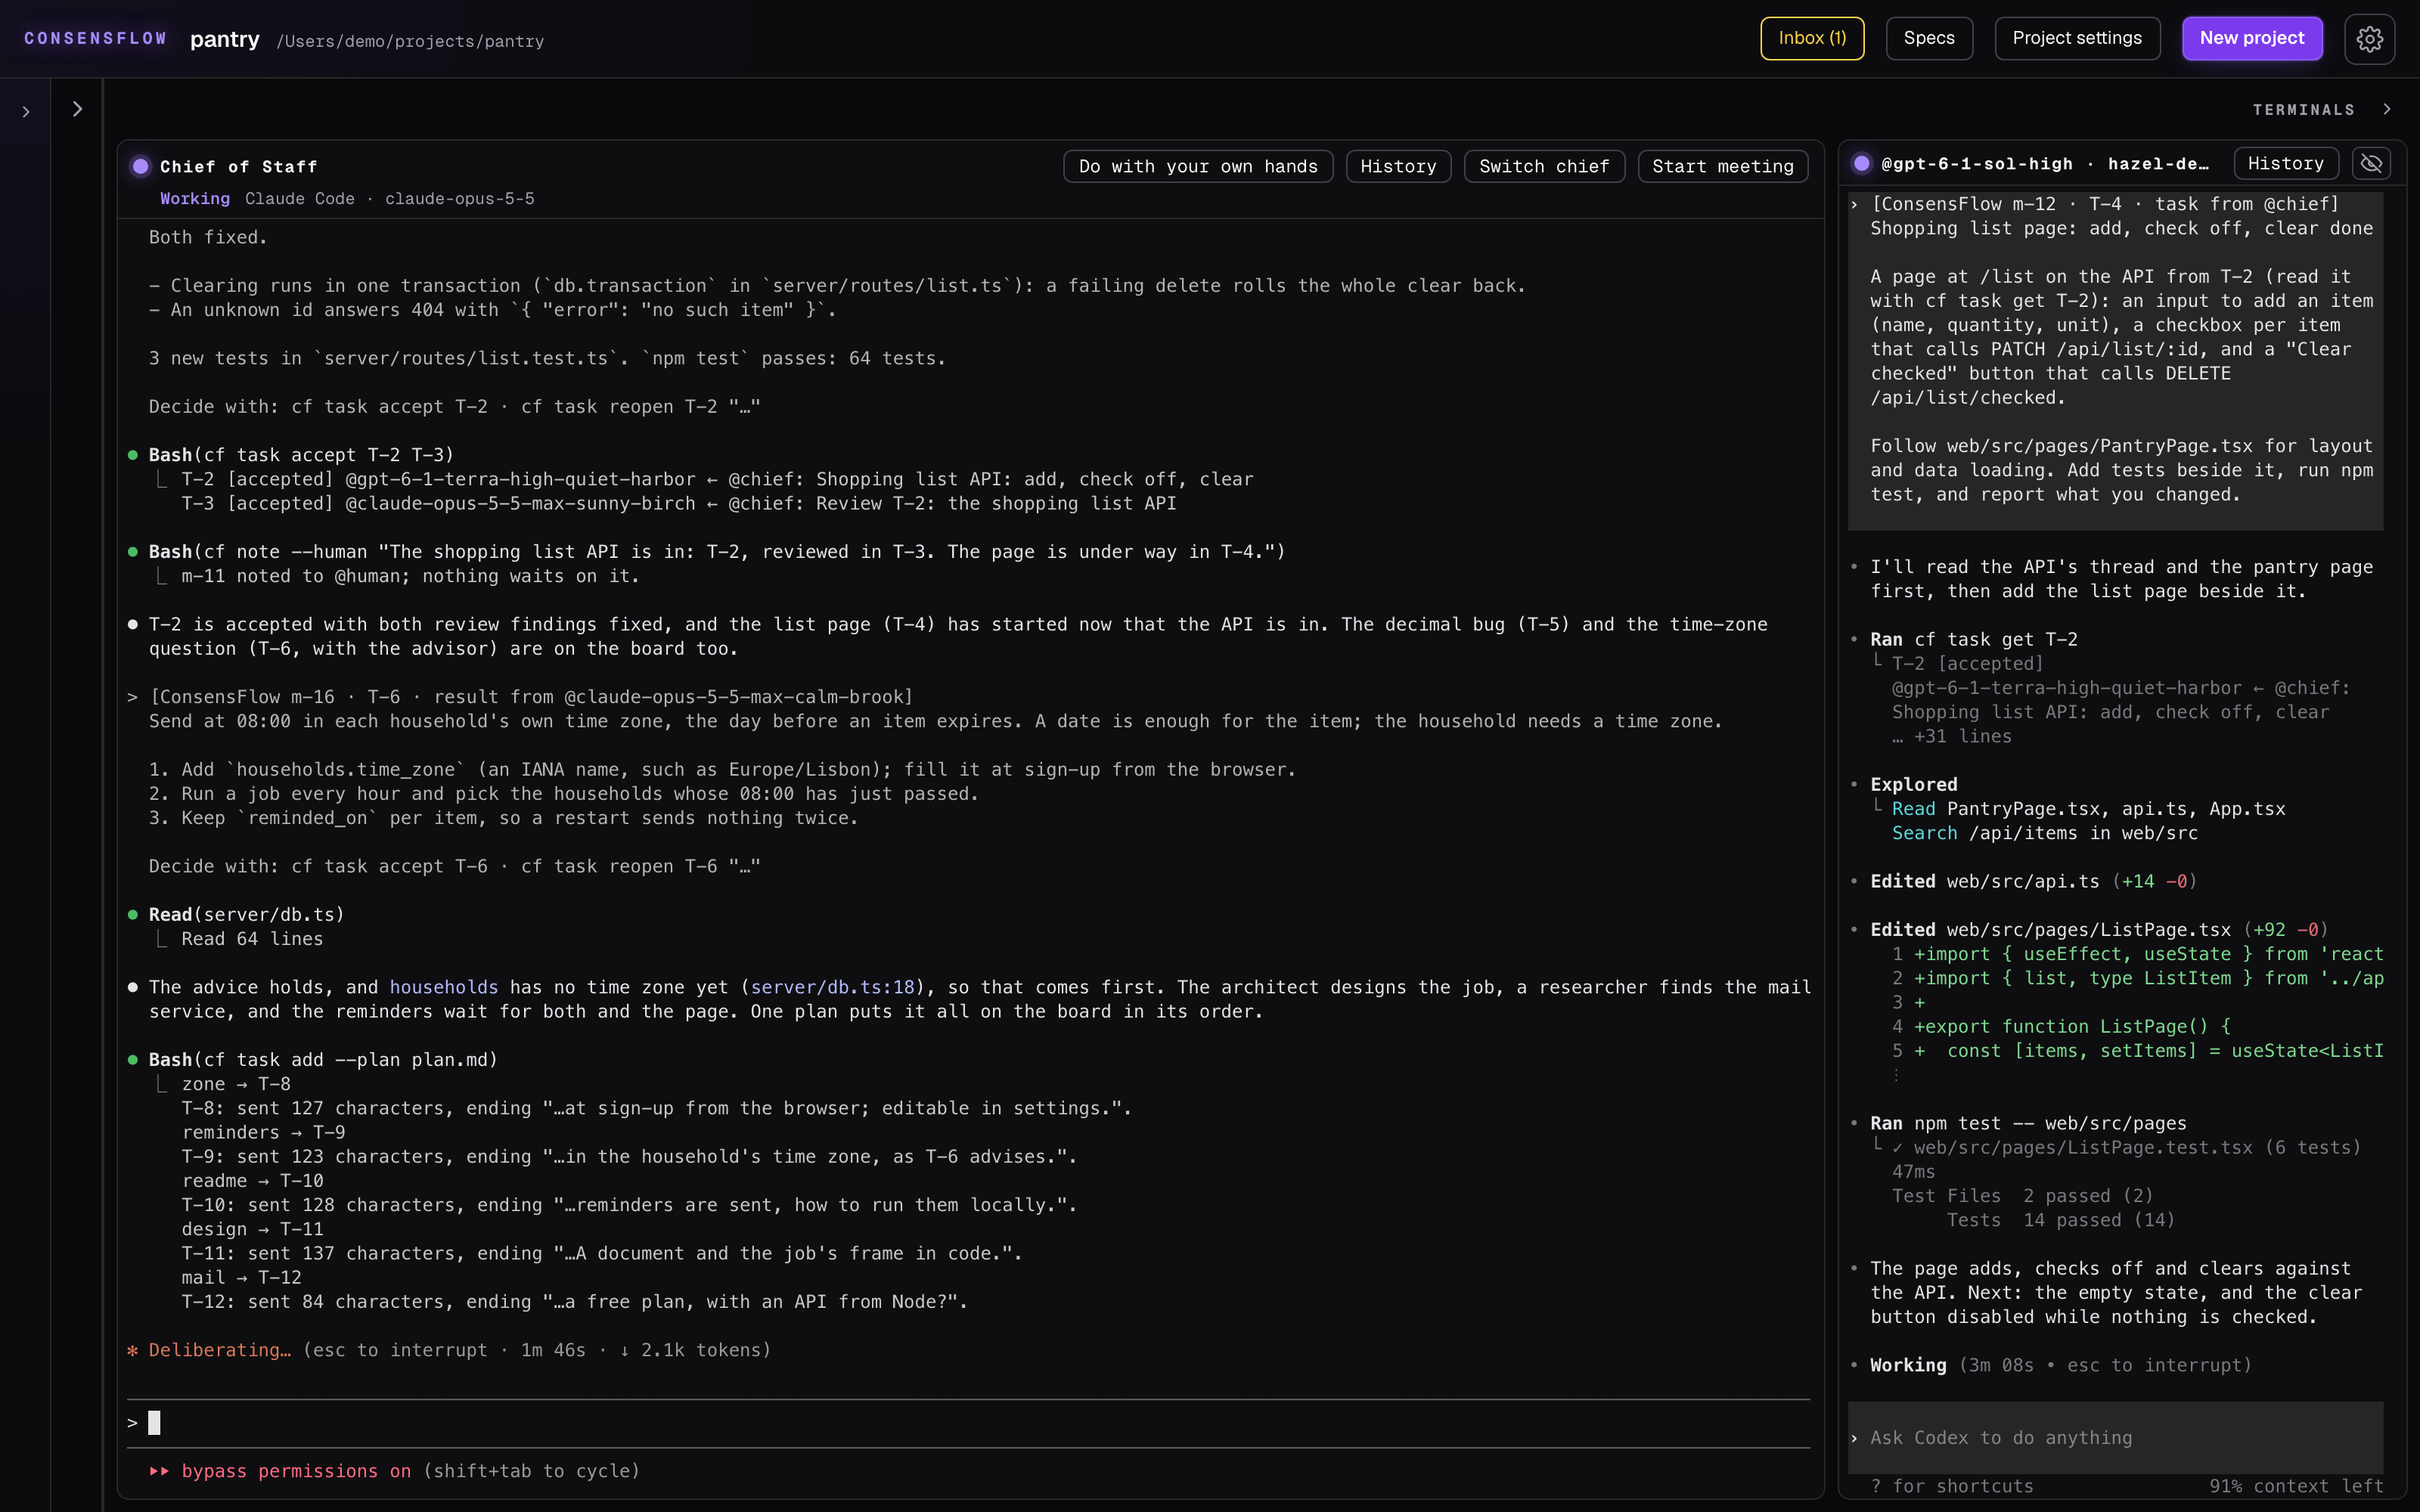 CONSENSFLOW pantry /Users/demo/projects/pantry
Inbox (1) Specs Project settings New project
TERMINALS
Chief of Staff
Do with your own hands History Switch chief Start meeting
Working Claude Code · claude-opus-5-5
Both fixed.
- Clearing runs in one transaction (`db.transaction` in `server/routes/list.ts`): a failing delete rolls the whole clear back.
- An unknown id answers 404 with `{ "error": "no such item" }`.
3 new tests in `server/routes/list.test.ts`. `npm test` passes: 64 tests.
Decide with: cf task accept T-2 · cf task reopen T-2 "…"
● Bash(cf task accept T-2 T-3)
⎿ T-2 [accepted] @gpt-6-1-terra-high-quiet-harbor ← @chief: Shopping list API: add, check off, clear
T-3 [accepted] @claude-opus-5-5-max-sunny-birch ← @chief: Review T-2: the shopping list API
● Bash(cf note --human "The shopping list API is in: T-2, reviewed in T-3. The page is under way in T-4.")
⎿ m-11 noted to @human; nothing waits on it.
● T-2 is accepted with both review findings fixed, and the list page (T-4) has started now that the API is in. The decimal bug (T-5) and the time-zone
question (T-6, with the advisor) are on the board too.
> [ConsensFlow m-16 · T-6 · result from @claude-opus-5-5-max-calm-brook]
Send at 08:00 in each household's own time zone, the day before an item expires. A date is enough for the item; the household needs a time zone.
1. Add `households.time_zone` (an IANA name, such as Europe/Lisbon); fill it at sign-up from the browser.
2. Run a job every hour and pick the households whose 08:00 has just passed.
3. Keep `reminded_on` per item, so a restart sends nothing twice.
Decide with: cf task accept T-6 · cf task reopen T-6 "…"
● Read(server/db.ts)
⎿ Read 64 lines
● The advice holds, and households has no time zone yet (server/db.ts:18), so that comes first. The architect designs the job, a researcher finds the mail
service, and the reminders wait for both and the page. One plan puts it all on the board in its order.
● Bash(cf task add --plan plan.md)
⎿ zone → T-8
T-8: sent 127 characters, ending "…at sign-up from the browser; editable in settings.".
reminders → T-9
T-9: sent 123 characters, ending "…in the household's time zone, as T-6 advises.".
readme → T-10
T-10: sent 128 characters, ending "…reminders are sent, how to run them locally.".
design → T-11
T-11: sent 137 characters, ending "…A document and the job's frame in code.".
mail → T-12
T-12: sent 84 characters, ending "…a free plan, with an API from Node?".
✻ Deliberating… (esc to interrupt · 1m 46s · ↓ 2.1k tokens)
>
⏵⏵ bypass permissions on (shift+tab to cycle)
@gpt-6-1-sol-high · hazel-de… History
› [ConsensFlow m-12 · T-4 · task from @chief]
Shopping list page: add, check off, clear done
A page at /list on the API from T-2 (read it
with cf task get T-2): an input to add an item
(name, quantity, unit), a checkbox per item
that calls PATCH /api/list/:id, and a "Clear
checked" button that calls DELETE
/api/list/checked.
Follow web/src/pages/PantryPage.tsx for layout
and data loading. Add tests beside it, run npm
test, and report what you changed.
• I'll read the API's thread and the pantry page
first, then add the list page beside it.
• Ran cf task get T-2
└ T-2 [accepted]
@gpt-6-1-terra-high-quiet-harbor ← @chief:
Shopping list API: add, check off, clear
… +31 lines
• Explored
└ Read PantryPage.tsx, api.ts, App.tsx
Search /api/items in web/src
• Edited web/src/api.ts (+14 -0)
• Edited web/src/pages/ListPage.tsx (+92 -0)
1 +import { useEffect, useState } from 'react
2 +import { list, type ListItem } from '../ap
3 +
4 +export function ListPage() {
5 + const [items, setItems] = useState<ListI
⋮
• Ran npm test -- web/src/pages
└ ✓ web/src/pages/ListPage.test.tsx (6 tests)
47ms
Test Files 2 passed (2)
Tests 14 passed (14)
• The page adds, checks off and clears against
the API. Next: the empty state, and the clear
button disabled while nothing is checked.
• Working (3m 08s • esc to interrupt)
› Ask Codex to do anything
? for shortcuts 91% context left